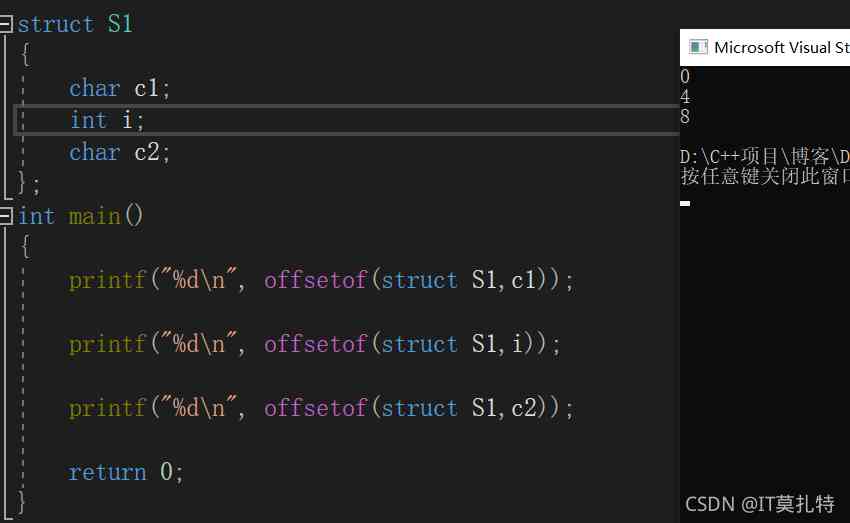 struct S1
{
char c1;
int i;
char c2;
};
int main()
{
printf("%d\n", offsetof(struct S1,c1));
printf("%d\n", offsetof(struct S1,i));
printf("%d\n", offsetof(struct S1,c2));
return 0;
}
Microsoft Visual St
0
4
8
D:\C++项目\博客\D
按任意键关闭此窗口
CSDN @IT莫扎特